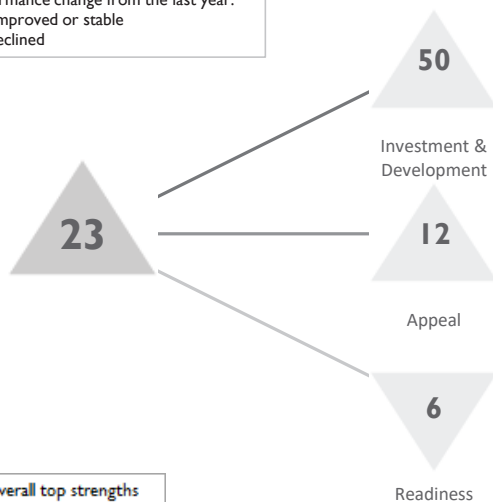 mance change from the last year:
mproved or stable
eclined
50
Investment &
Development
23
12
Appeal
6
verall top strengths
Readiness